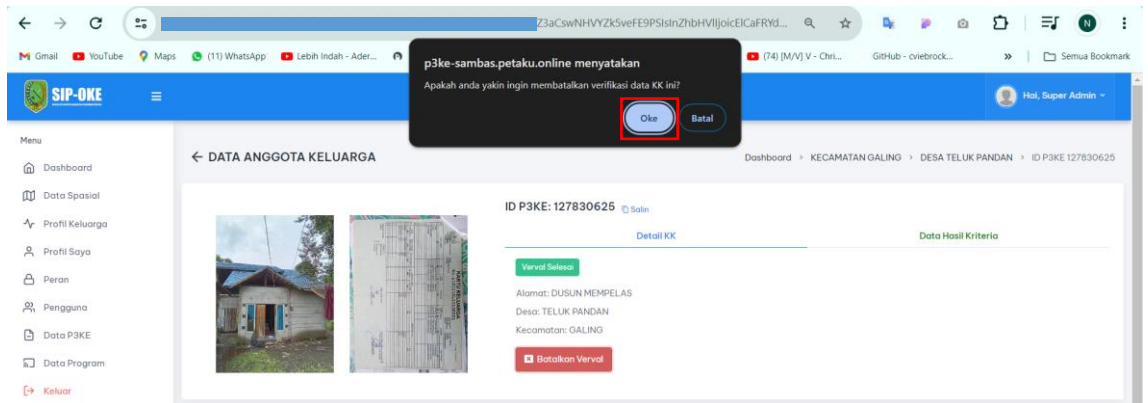 Z3aCswNHVYZk5veFE9PSIsInZhbHVlIjoicElCaFRYd...
N
Gmail YouTube Maps (11) WhatsApp Lebih Indah - Ader... (74) [M/V] V - Chri... GitHub - cviebrock... » Semua Bookmark
p3ke-sambas.petaku.online menyatakan
Apakah anda yakin ingin membatalkan verifikasi data KK ini?
Oke Batal
SIP-OKE
Hai, Super Admin
Menu
Dashboard
Data Spasial
Profil Keluarga
Profil Saya
Peran
Pengguna
Data P3KE
Data Program
Keluar
← DATA ANGGOTA KELUARGA
Dashboard > KECAMATAN GALING > DESA TELUK PANDAN > ID P3KE 127830625
KARTU KELUARGA
ID P3KE: 127830625 Salin
Detail KK Data Hasil Kriteria
Verval Selesai
Alamat: DUSUN MEMPELAS
Desa: TELUK PANDAN
Kecamatan: GALING
Batalkan Verval